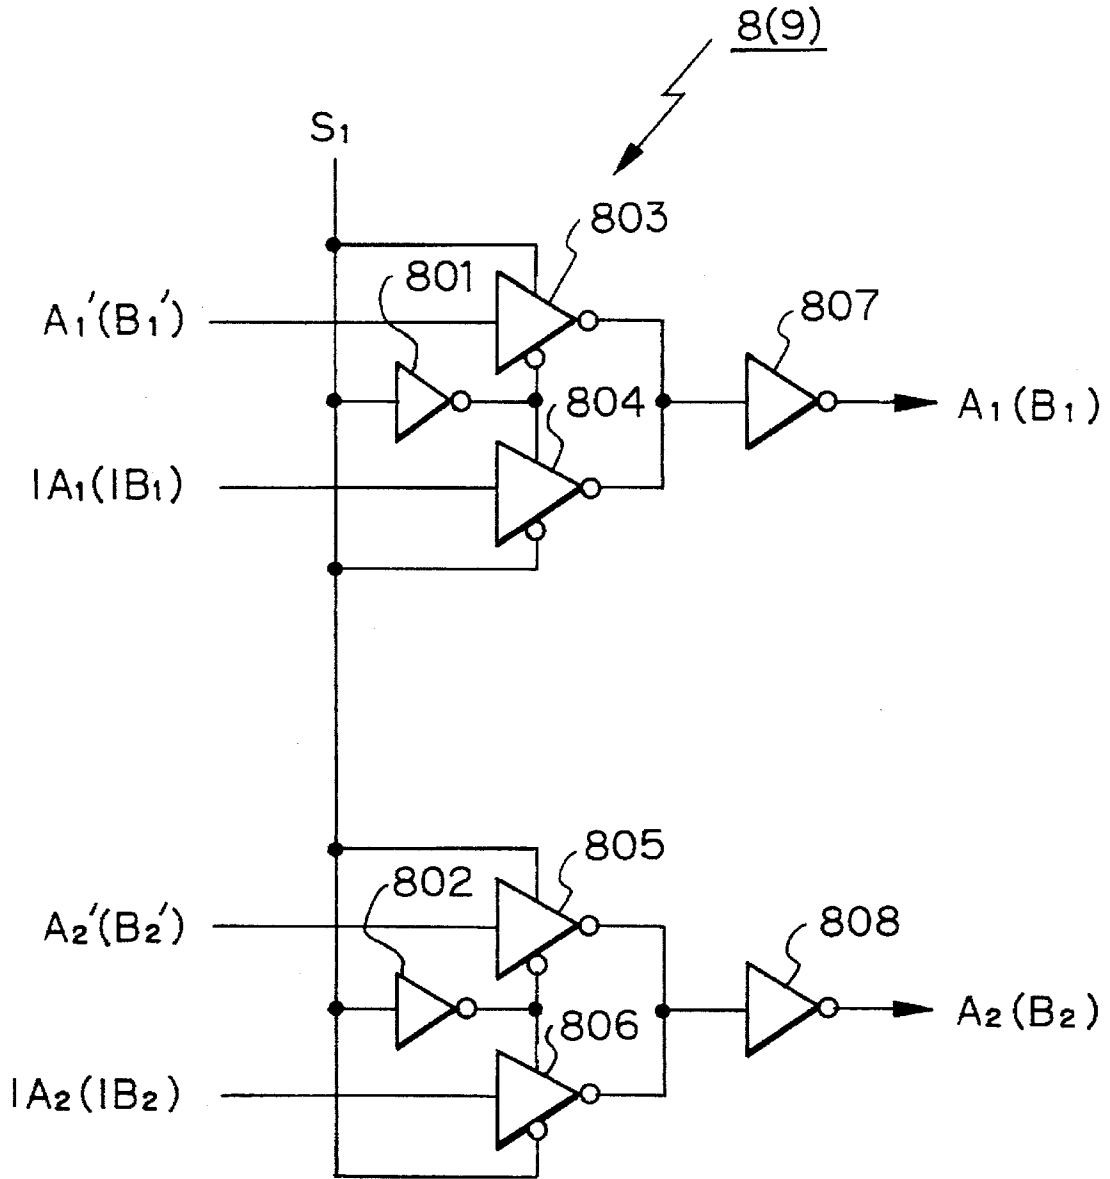 8(9)
S₁
803
801
A₁'(B₁')
807
804
A₁(B₁)
IA₁(IB₁)
805
802
A₂'(B₂')
808
806
A₂(B₂)
IA₂(IB₂)